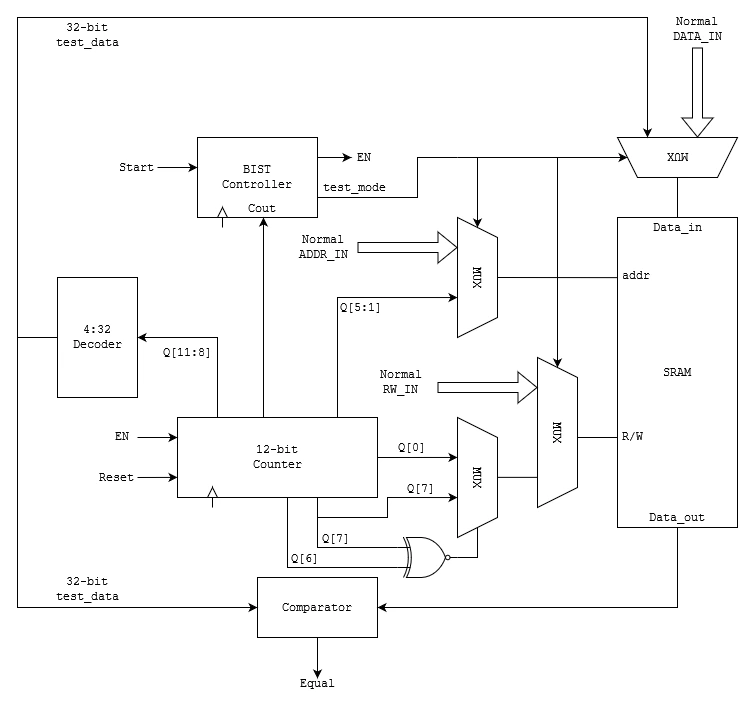 32-bit
test_data
Normal
DATA_IN
Start
BIST
Controller
EN
test_mode
Cout
MUX
Normal
ADDR_IN
MUX
Data_in
addr
Q[5:1]
4:32
Decoder
Q[11:8]
Normal
RW_IN
MUX
SRAM
EN
12-bit
Counter
Q[0]
MUX
R/W
Reset
Q[7]
Data_out
Q[7]
Q[6]
32-bit
test_data
Comparator
Equal